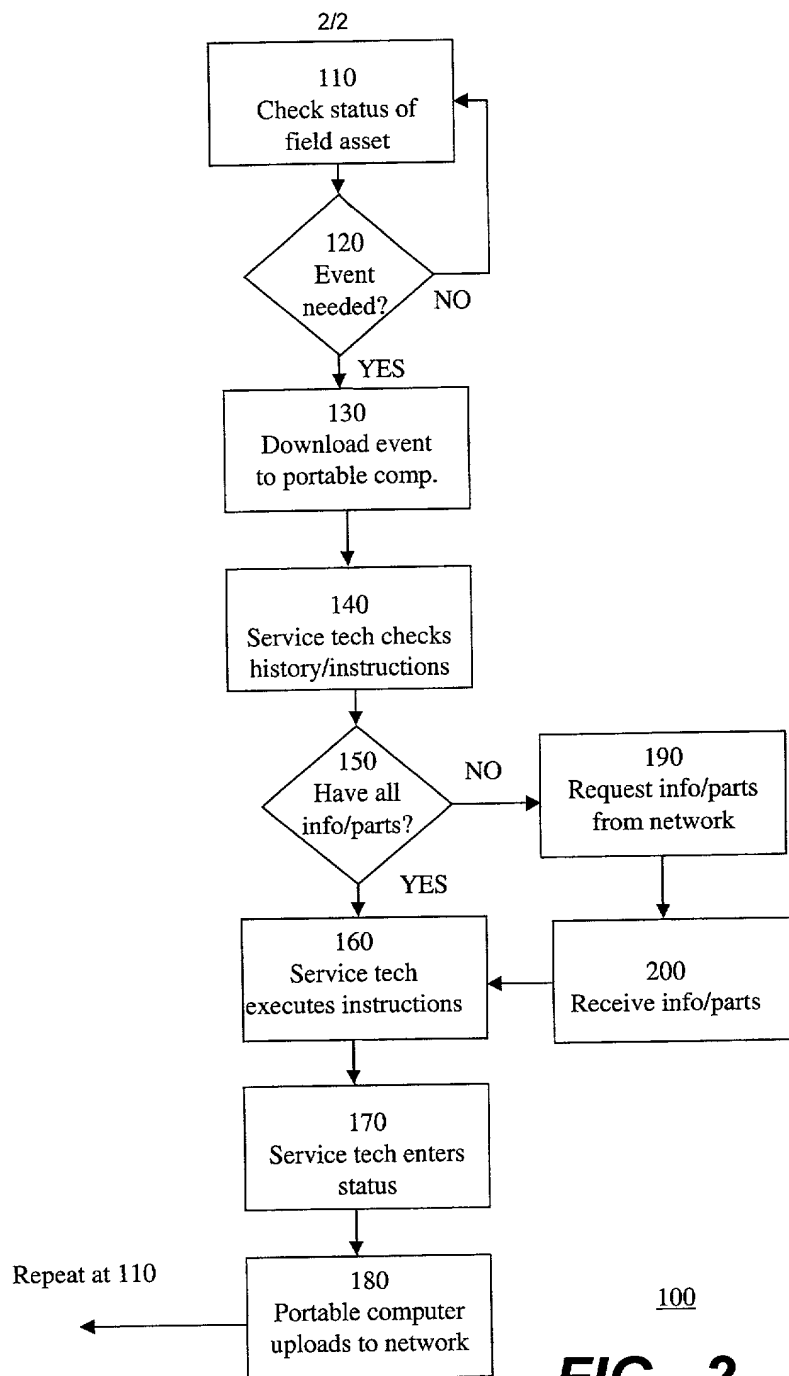 2/2
110
Check status of
field asset
120
Event
needed?
NO
YES
130
Download event
to portable comp.
140
Service tech checks
history/instructions
150
Have all
info/parts?
NO
YES
190
Request info/parts
from network
200
Receive info/parts
160
Service tech
executes instructions
170
Service tech enters
status
180
Portable computer
uploads to network
Repeat at 110
100
FIG. 2